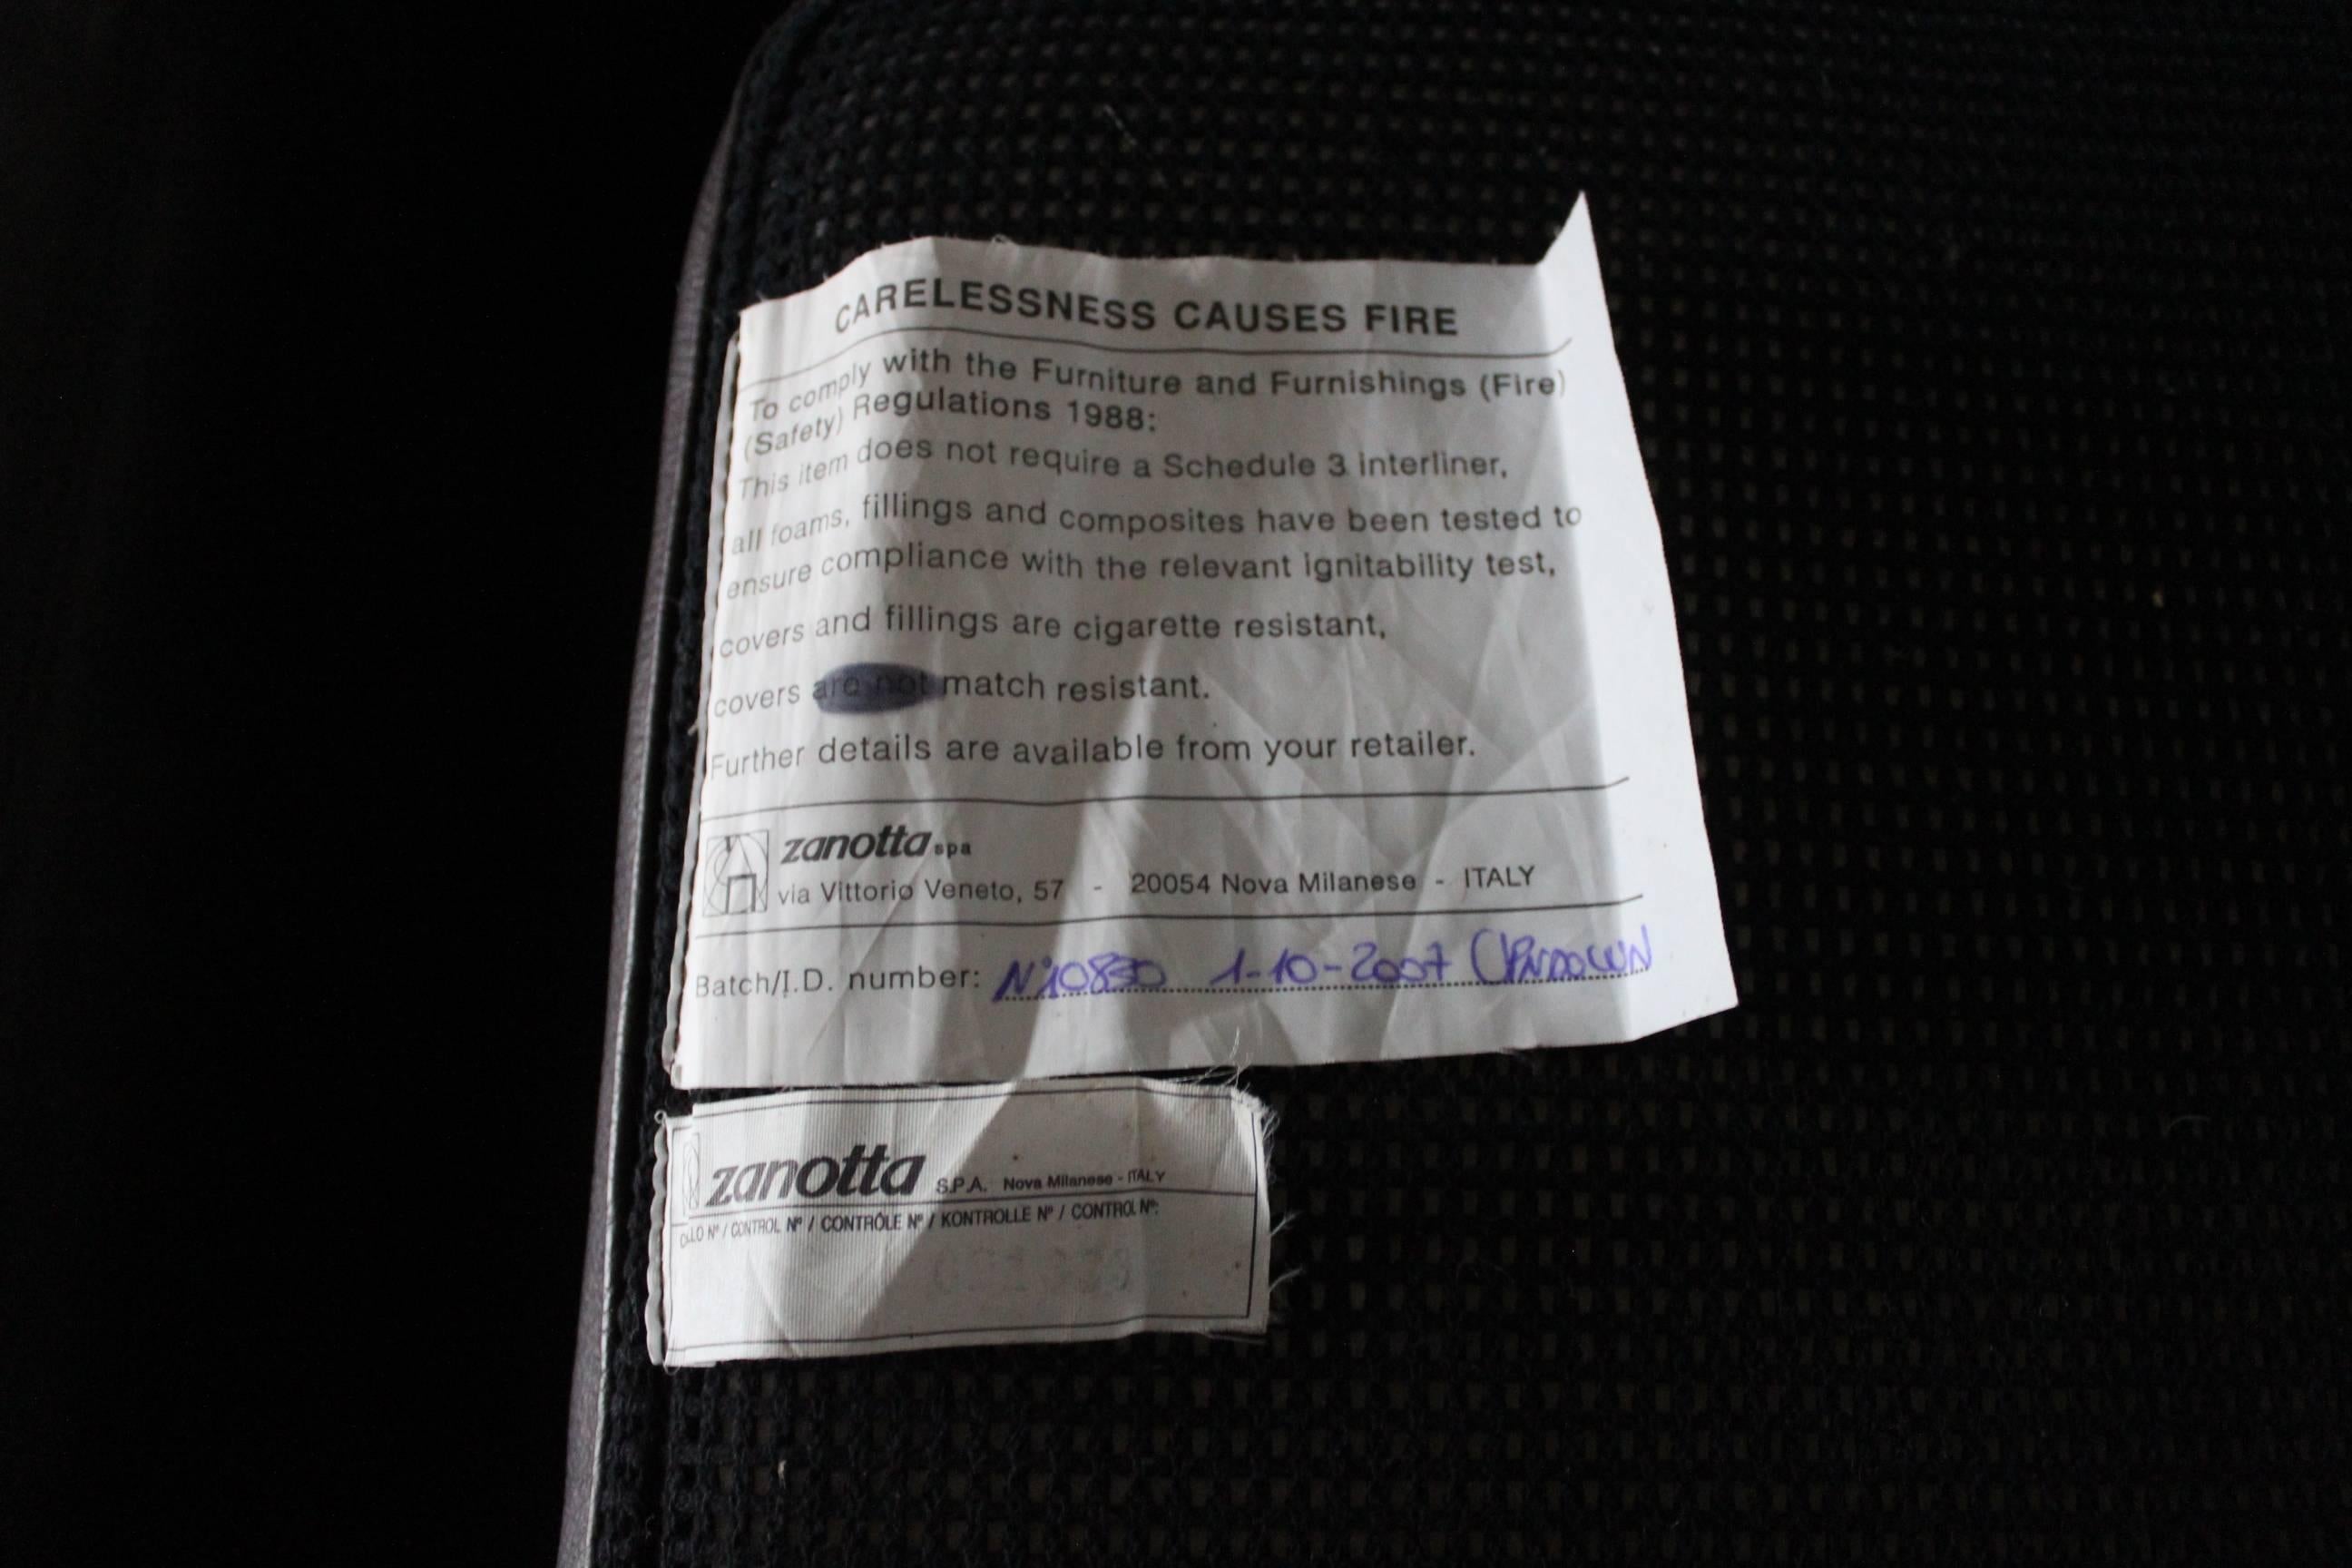 CARELESSNESS CAUSES FIRE
To comply with the Furniture and Furnishings (Fire)
(Safety) Regulations 1988:
This item does not require a Schedule 3 interliner,
all foams, fillings and composites have been tested to
ensure compliance with the relevant ignitability test,
covers and fillings are cigarette resistant,
covers are not match resistant.
Further details are available from your retailer.
zanotta spa
via Vittorio Veneto, 57 - 20054 Nova Milanese - ITALY
Batch/I.D. number: N°10830 1-10-2007
zanotta S.P.A. Nova Milanese - ITALY
N° / CONTROL N° / CONTRÔLE N° / KONTROLLE N° / CONTROL N°: